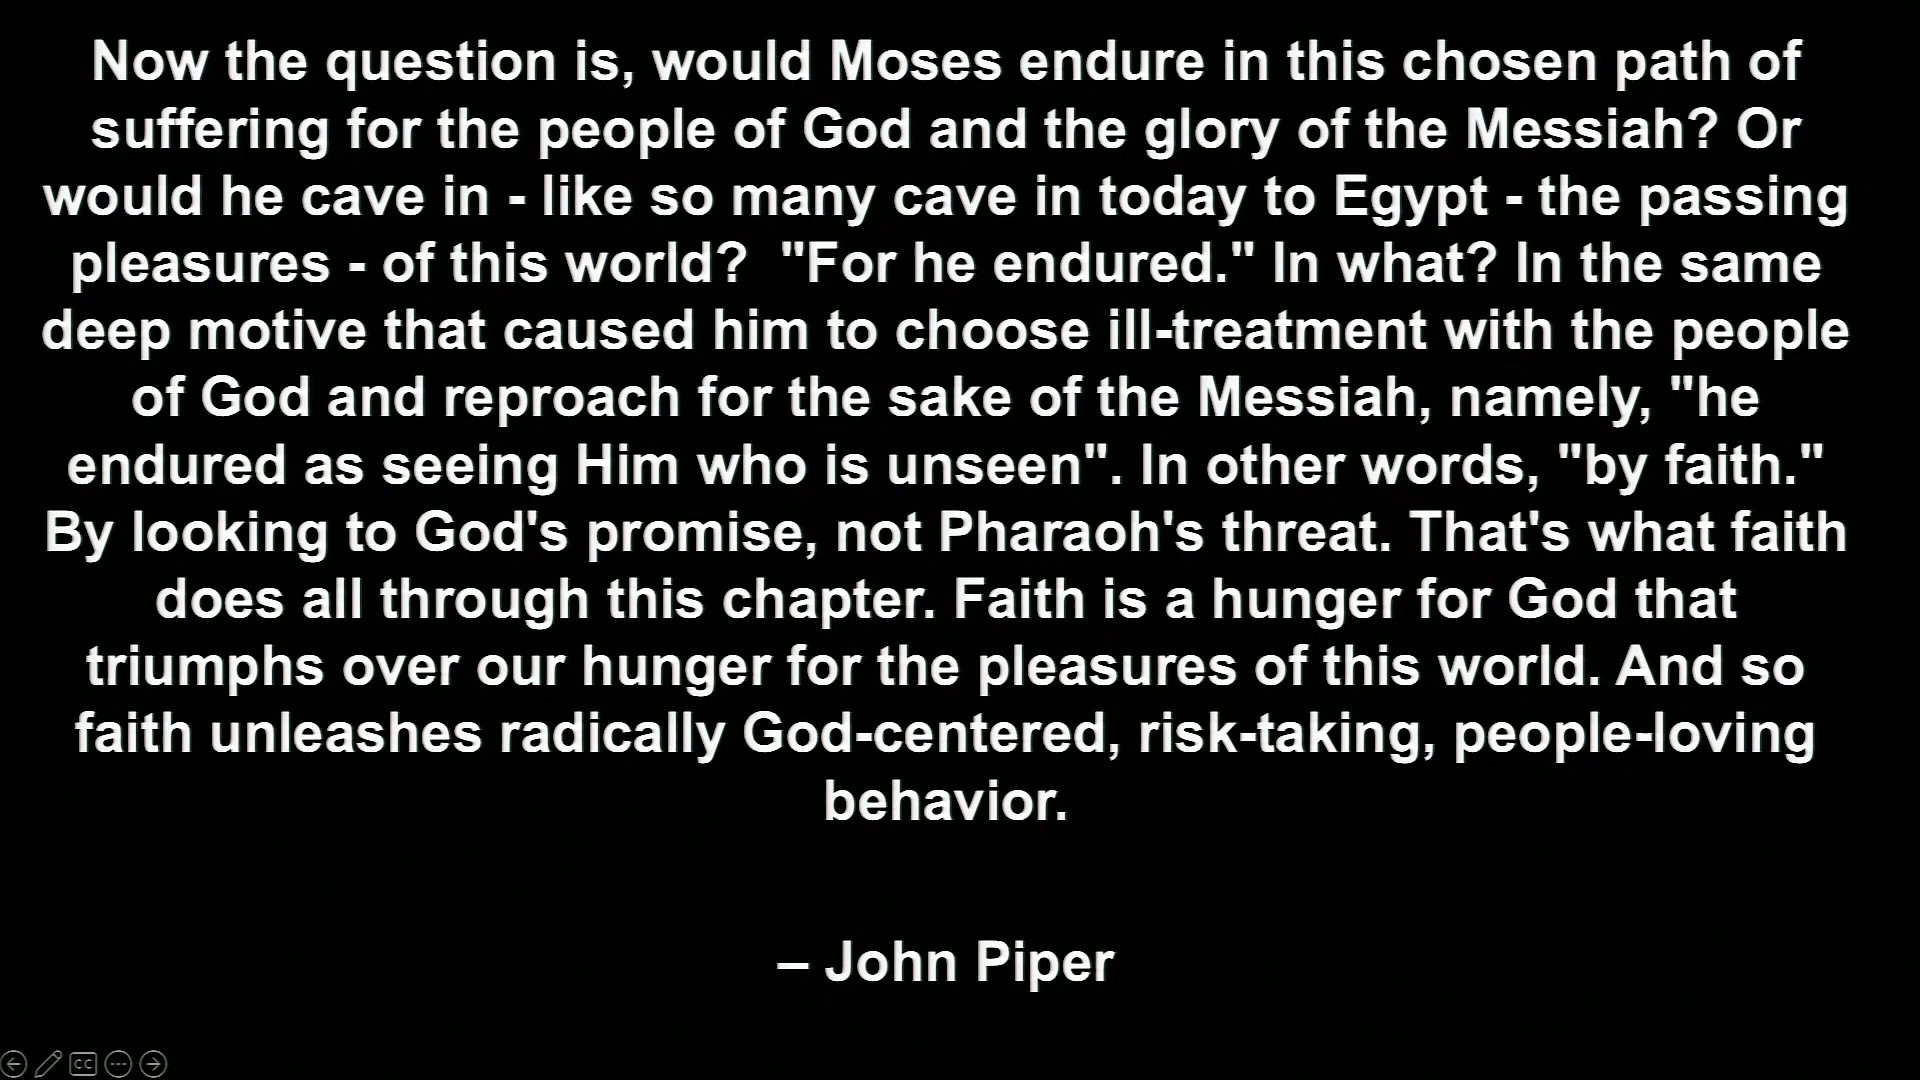 Now the question is, would Moses endure in this chosen path of
suffering for the people of God and the glory of the Messiah? Or
would he cave in - like so many cave in today to Egypt - the passing
pleasures - of this world?  "For he endured." In what? In the same
deep motive that caused him to choose ill-treatment with the people
of God and reproach for the sake of the Messiah, namely, "he
endured as seeing Him who is unseen". In other words, "by faith."
By looking to God's promise, not Pharaoh's threat. That's what faith
does all through this chapter. Faith is a hunger for God that
triumphs over our hunger for the pleasures of this world. And so
faith unleashes radically God-centered, risk-taking, people-loving
behavior.
– John Piper
CC